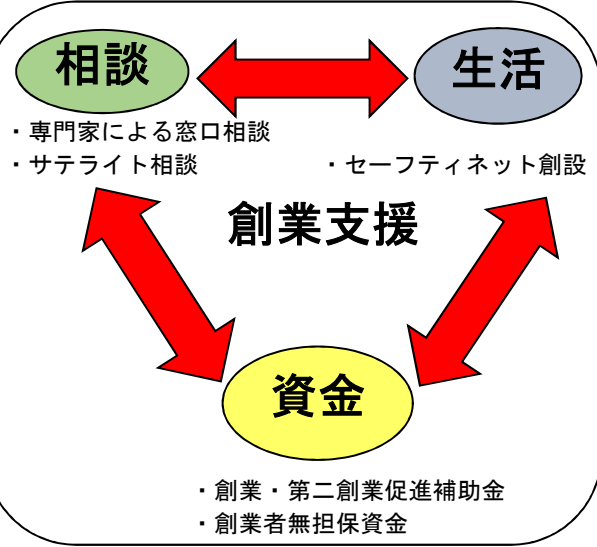 相談
生活
・専門家による窓口相談
・サテライト相談
・セーフティネット創設
創業支援
資金
・創業・第二創業促進補助金
・創業者無担保資金